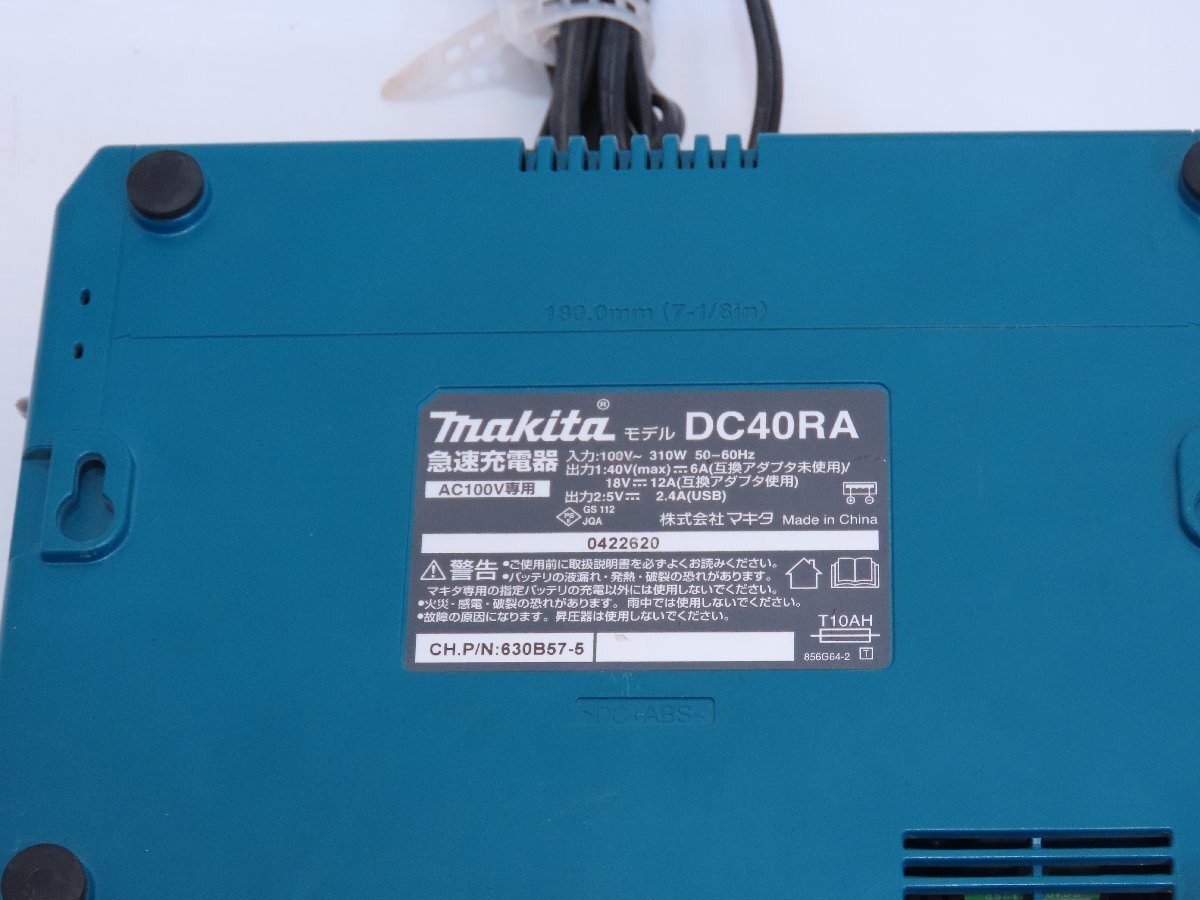 180.0mm (7-1/8in)
makita® モデル DC40RA
急速充電器
AC100V専用
入力:100V~ 310W 50-60Hz
出力1:40V(max)⎓6A(互換アダプタ未使用)/
18V⎓12A(互換アダプタ使用)
出力2:5V⎓ 2.4A(USB)
PS E GS 112
JQA
株式会社マキタ Made in China
0422620
⚠警告 •ご使用前に取扱説明書を必ずよくお読みください。
•バッテリの液漏れ・発熱・破裂の恐れがあります。
マキタ専用の指定バッテリの充電以外には使用しないでください。
•火災・感電・破裂の恐れがあります。雨中では使用しないでください。
•故障の原因になります。昇圧器は使用しないでください。
T10AH
CH.P/N:630B57-5
856G64-2 T
>PC+ABS<